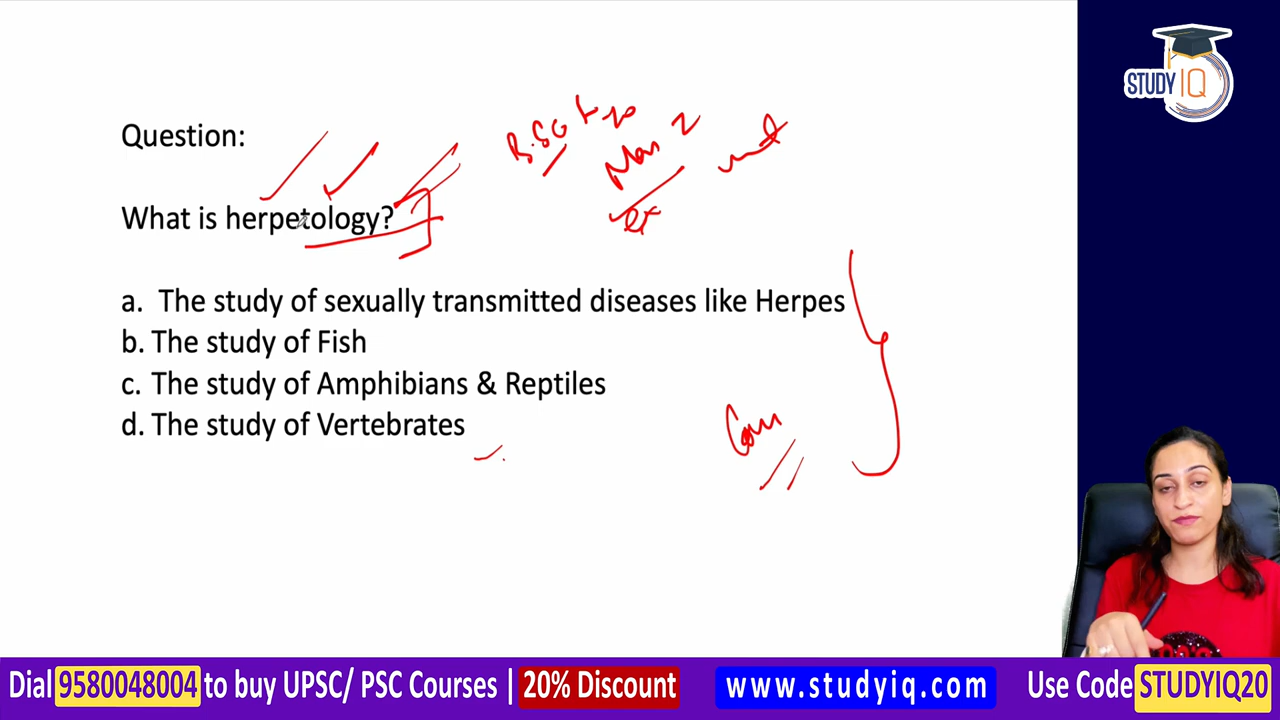 STUDY IQ
Question:
What is herpetology?
a. The study of sexually transmitted diseases like Herpes
b. The study of Fish
c. The study of Amphibians & Reptiles
d. The study of Vertebrates
Dial 9580048004 to buy UPSC/ PSC Courses | 20% Discount www.studyiq.com Use Code STUDYIQ20